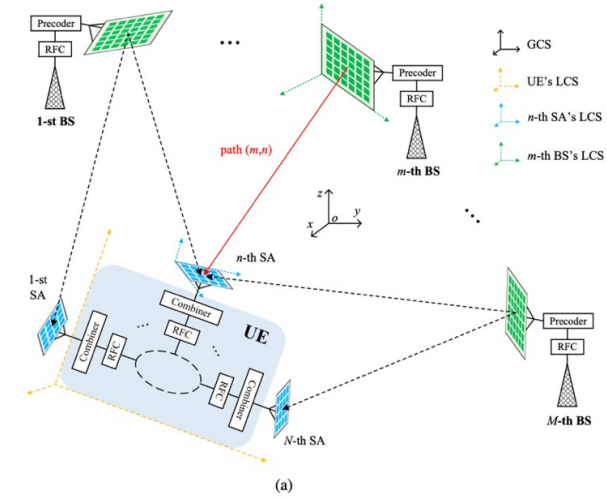 Precoder
RFC
1-st BS
...
Precoder
RFC
m-th BS
GCS
UE's LCS
n-th SA's LCS
m-th BS's LCS
path (m,n)
z
y
x
o
...
n-th SA
1-st
SA
Combiner
RFC
UE
Combiner
RFC
...
...
RFC
Combiner
N-th SA
Precoder
RFC
M-th BS
(a)